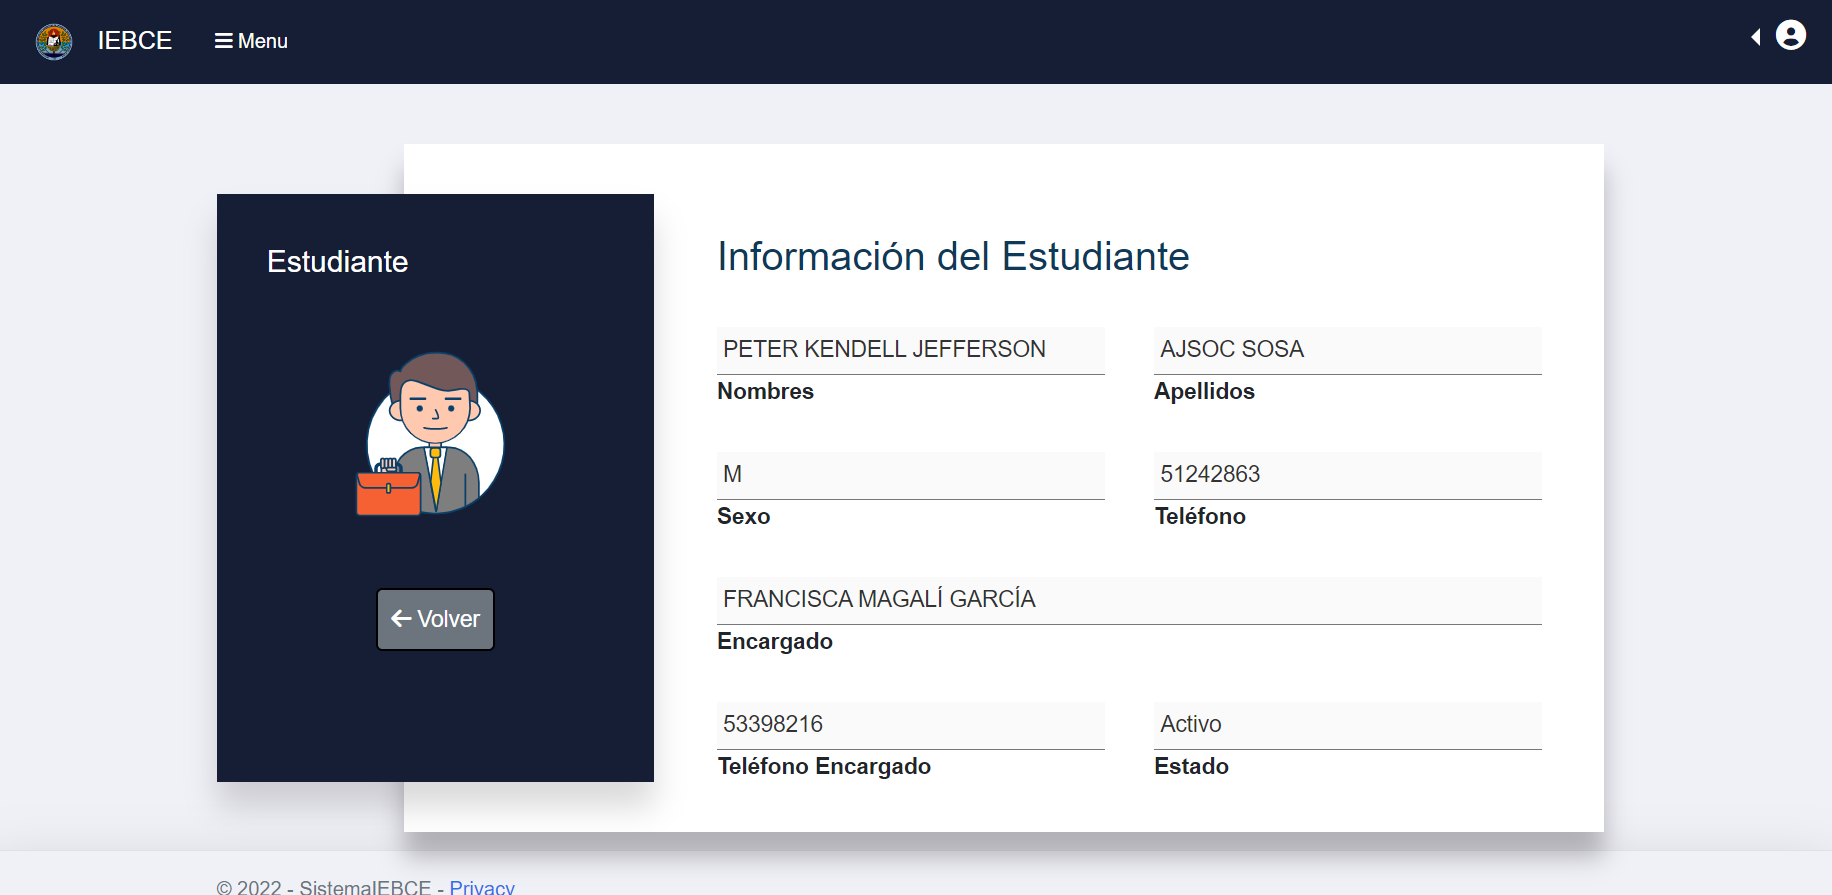 IEBCE
Menu
Estudiante
Volver
Información del Estudiante
PETER KENDELL JEFFERSON
Nombres
AJSOC SOSA
Apellidos
M
Sexo
51242863
Teléfono
FRANCISCA MAGALÍ GARCÍA
Encargado
53398216
Teléfono Encargado
Activo
Estado
© 2022 - SistemaIEBCE - Privacy